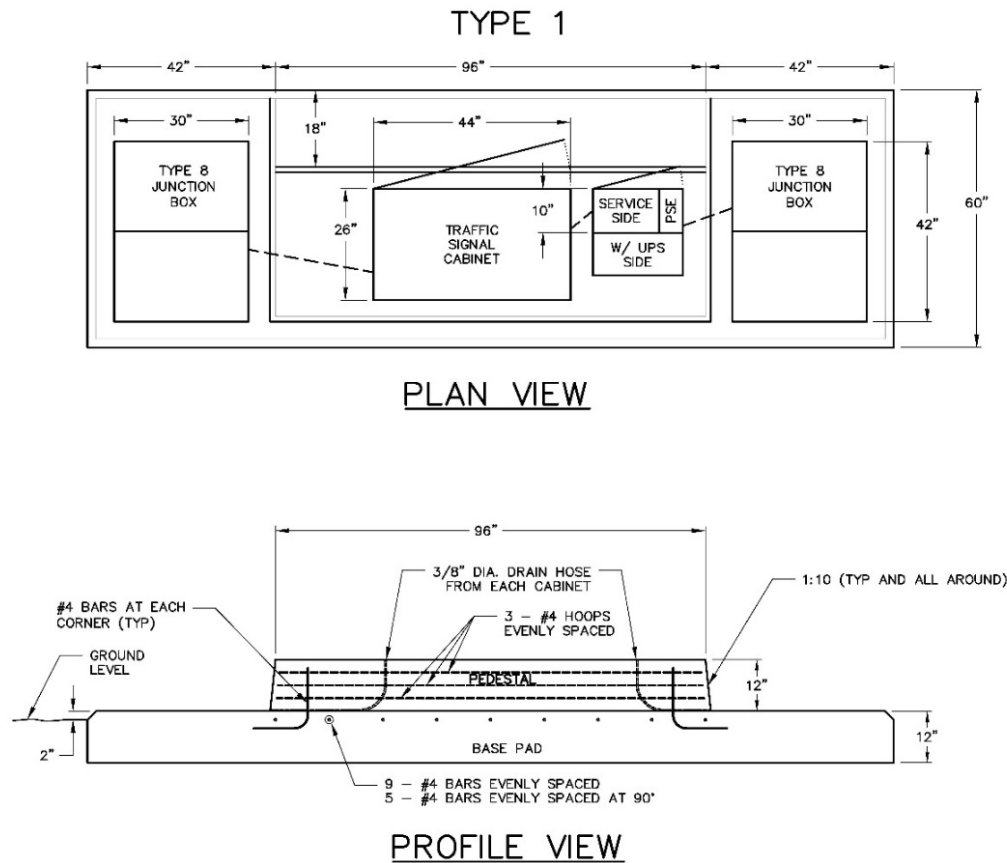 TYPE 1
42"
96"
42"
30"
18"
44"
30"
TYPE 8
JUNCTION
BOX
26"
TRAFFIC
SIGNAL
CABINET
10"
SERVICE
SIDE
PSE
W/ UPS
SIDE
TYPE 8
JUNCTION
BOX
42"
60"
PLAN VIEW
96"
3/8" DIA. DRAIN HOSE
FROM EACH CABINET
1:10 (TYP AND ALL AROUND)
#4 BARS AT EACH
CORNER (TYP)
3 - #4 HOOPS
EVENLY SPACED
GROUND
LEVEL
PEDESTAL
12"
2"
BASE PAD
12"
9 - #4 BARS EVENLY SPACED
5 - #4 BARS EVENLY SPACED AT 90°
PROFILE VIEW